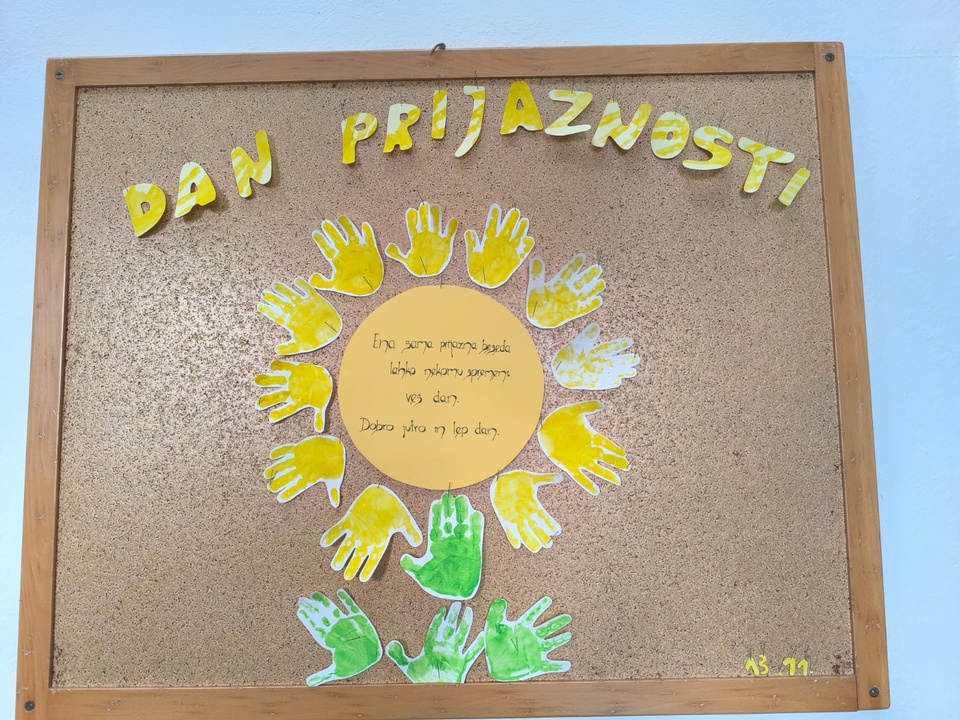 DAN PRIJAZNOSTI
Ena sama prijazna beseda
lahko nekomu spremeni
ves dan.
Dobro jutro in lep dan.
13.11.